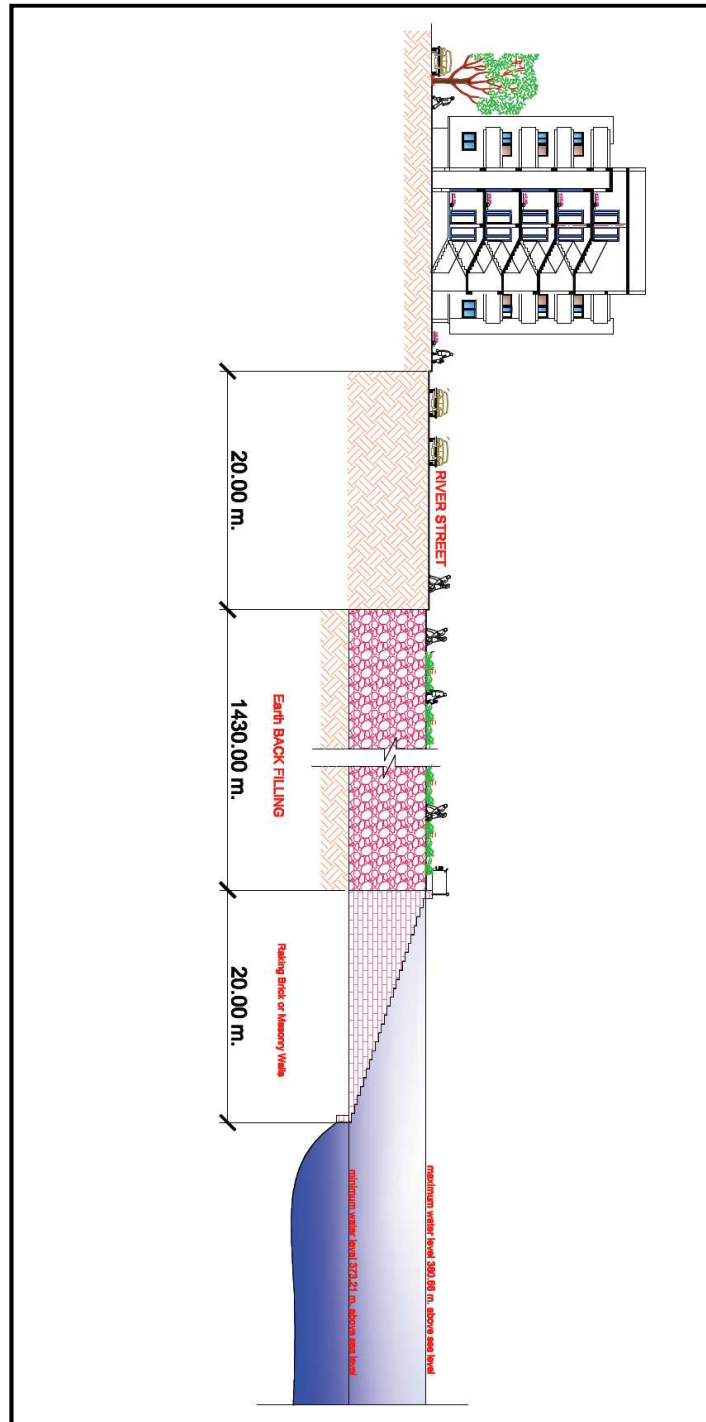 RIVER STREET
20.00 m.
Earth BACK FILLING
1430.00 m.
Raking Brick or Masonry Walls
20.00 m.
maximum water level 380.66 m. above sea level
minimum water level 373.21 m. above sea level